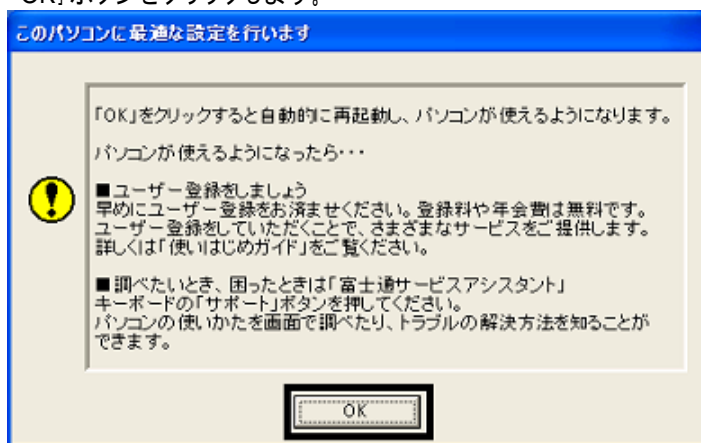 OK］ボタンをクリックします。
このパソコンに最適な設定を行います
「OK」をクリックすると自動的に再起動し、パソコンが使えるようになります。
パソコンが使えるようになったら・・・
■ユーザー登録をしましょう
早めにユーザー登録をお済ませください。登録料や年会費は無料です。
ユーザー登録をしていただくことで、さまざまなサービスをご提供します。
詳しくは「使いはじめガイド」をご覧ください。
■調べたいとき、困ったときは「富士通サービスアシスタント」
キーボードの「サポート」ボタンを押してください。
パソコンの使いかたを画面で調べたり、トラブルの解決方法を知ることが
できます。
OK